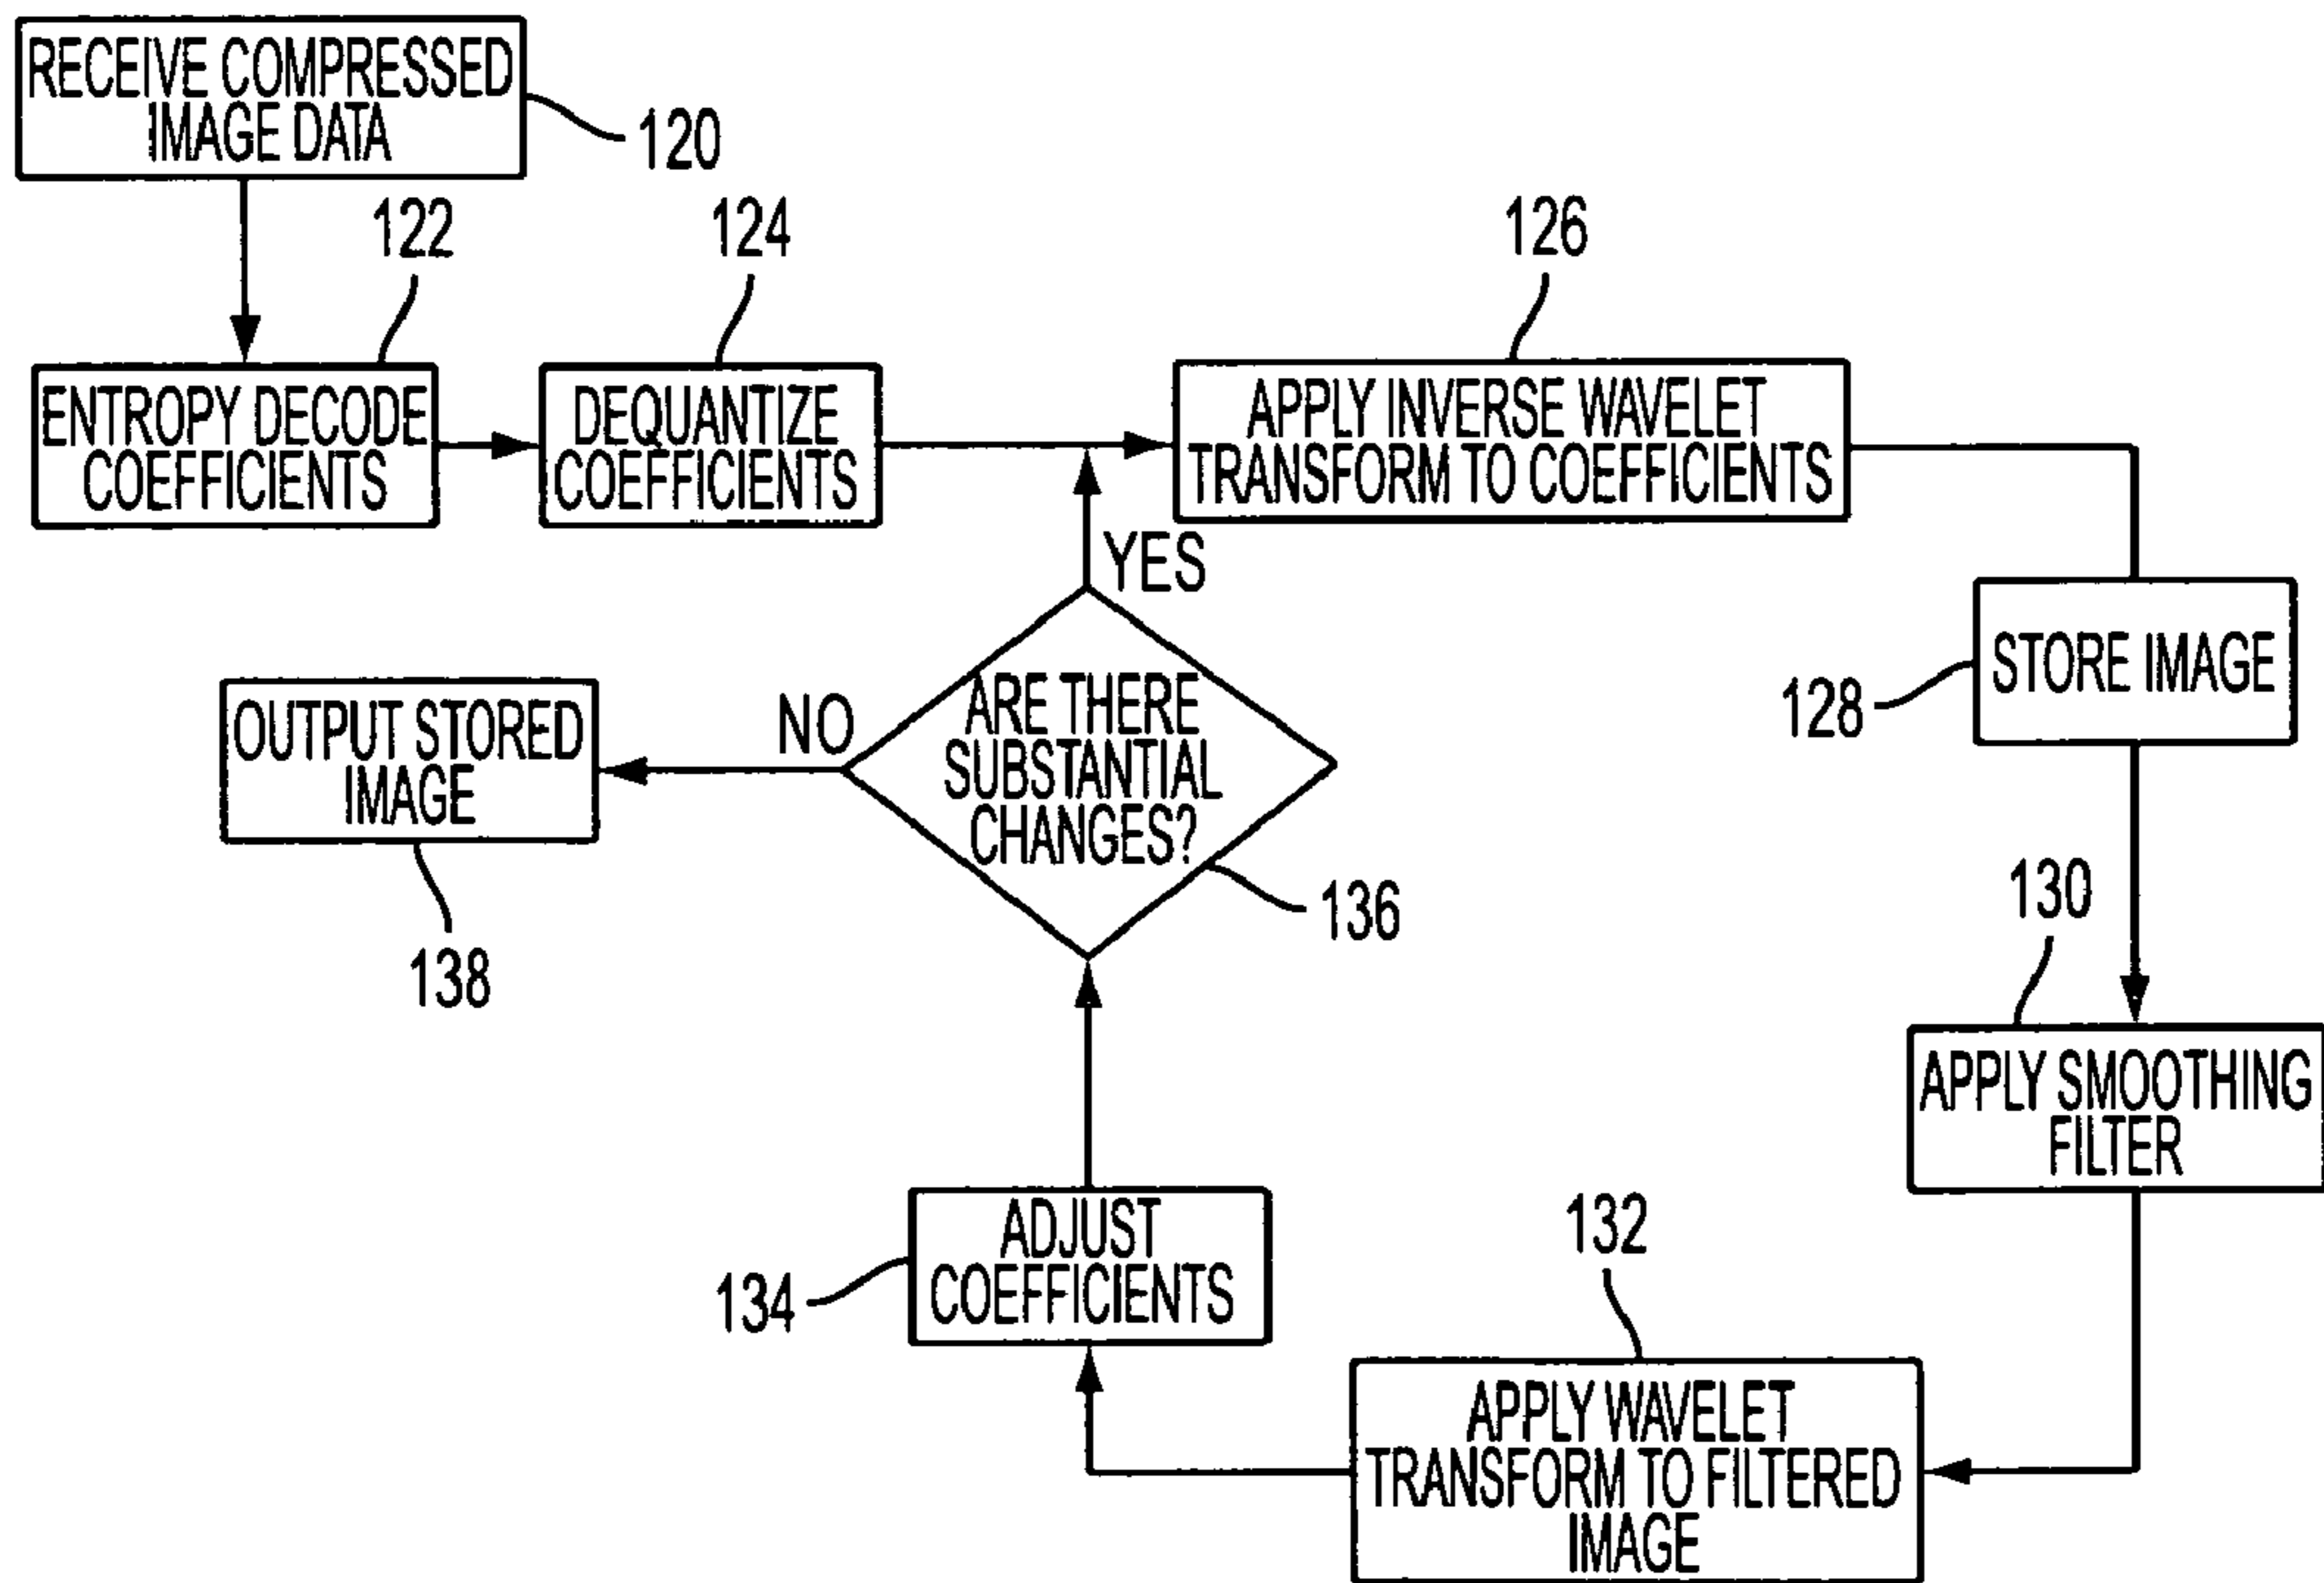 RECEIVE COMPRESSED
IMAGE DATA
120
122
124
126
ENTROPY DECODE
COEFFICIENTS
DEQUANTIZE
COEFFICIENTS
APPLY INVERSE WAVELET
TRANSFORM TO COEFFICIENTS
YES
STORE IMAGE
128
ARE THERE
SUBSTANTIAL
CHANGES?
NO
OUTPUT STORED
IMAGE
136
138
130
APPLY SMOOTHING
FILTER
ADJUST
COEFFICIENTS
134
132
APPLY WAVELET
TRANSFORM TO FILTERED
IMAGE